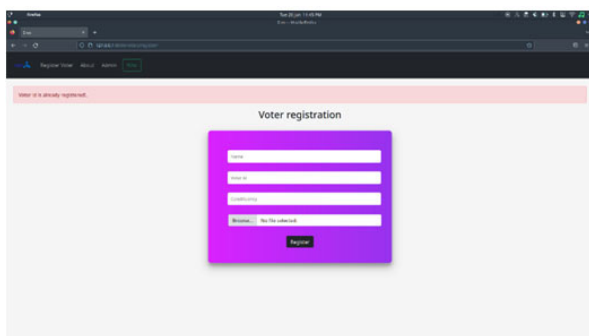 Firefox
Register Voter About Admin
Voter id is already registered!.
Voter registration
Name
Voter Id
Constituency
Browse... No file selected.
Register